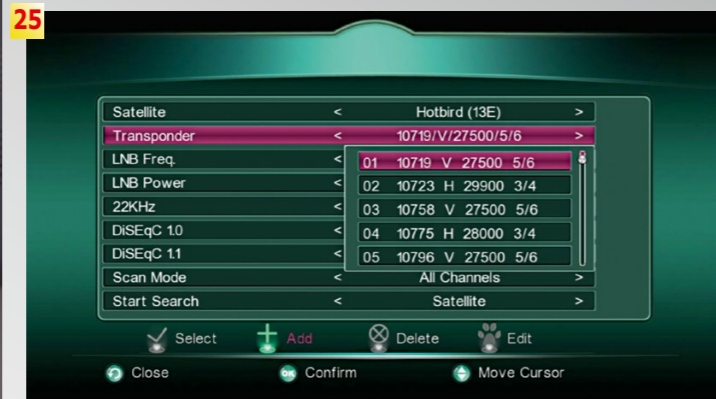 25
Satellite < Hotbird (13E) >
Transponder < 10719/V/27500/5/6 >
LNB Freq. <
01 10719 V 27500 5/6
LNB Power <
02 10723 H 29900 3/4
22KHz <
03 10758 V 27500 5/6
DiSEqC 1.0 <
04 10775 H 28000 3/4
DiSEqC 1.1 <
05 10796 V 27500 5/6
Scan Mode < All Channels >
Start Search < Satellite >
Select Add Delete Edit
Close OK Confirm Move Cursor